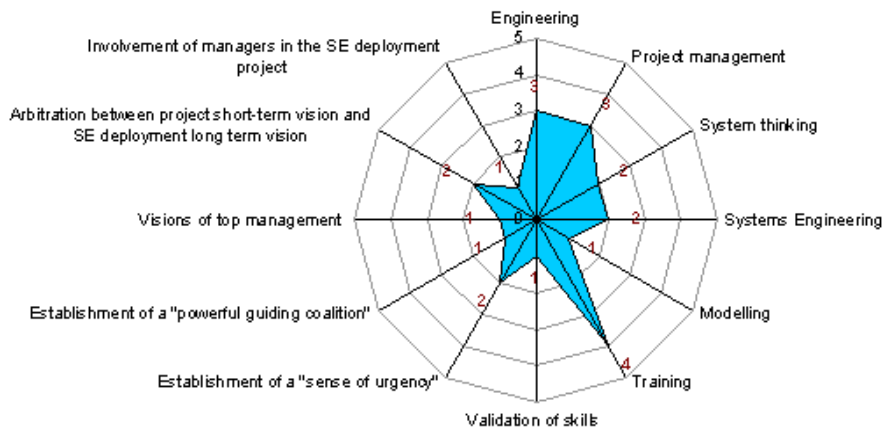 Engineering
5
Involvement of managers in the SE deployment
project
Project management
4
3
3
3
Arbitration between project short-term vision and
SE deployment long term vision
System thinking
2
1
2
2
1
Visions of top management
1
0
2
Systems Engineering
1
1
1
Establishment of a "powerful guiding coalition"
2
Modelling
Establishment of a "sense of urgency"
4
Training
Validation of skills